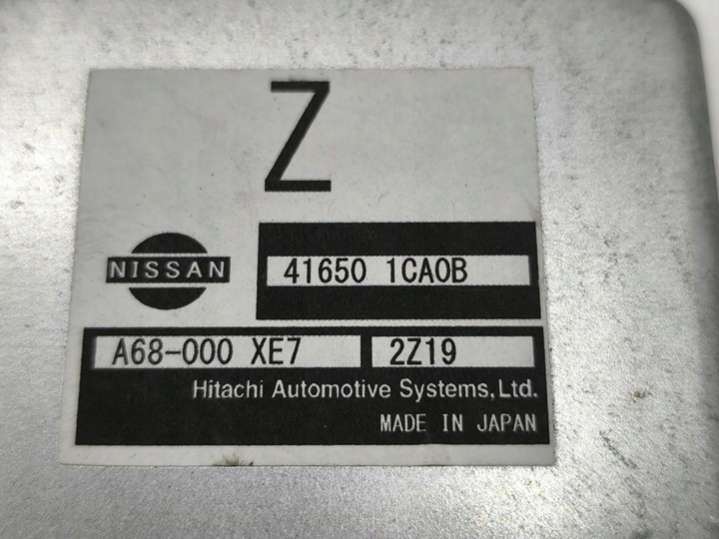 Z
NISSAN
41650 1CA0B
A68-000 XE7
2Z19
Hitachi Automotive Systems,Ltd.
MADE IN JAPAN